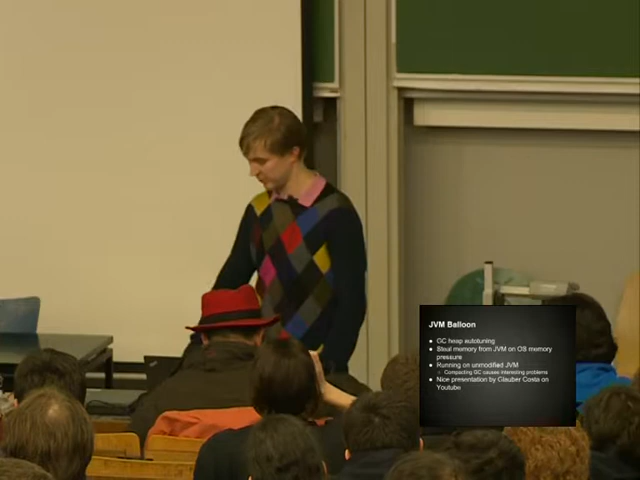 JVM Balloon
GC heap autotuning
Steal memory from JVM on OS memory
pressure
Running on unmodified JVM
Compacting GC causes interesting problems
Nice presentation by Glauber Costa on
Youtube